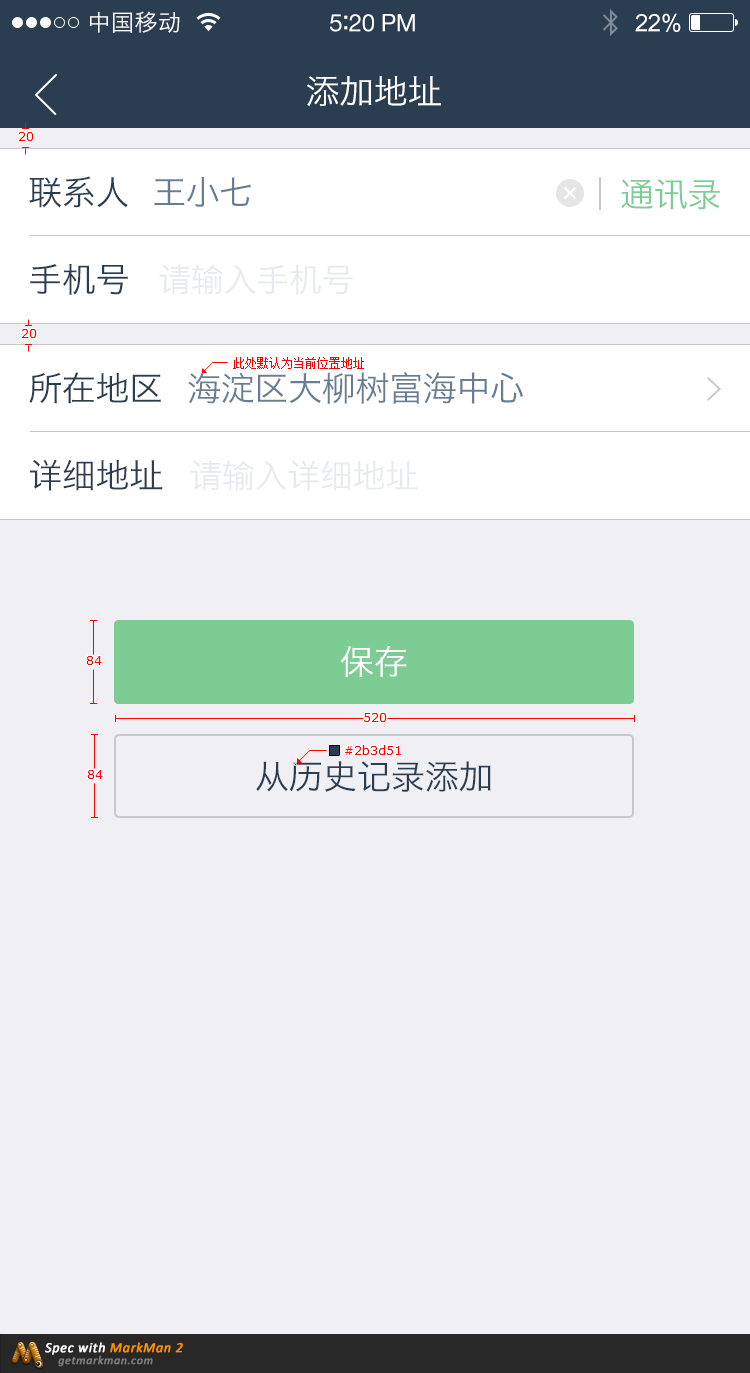 中国移动 5:20 PM 22%
添加地址
20
联系人 王小七 通讯录
手机号 请输入手机号
20
此处默认为当前位置地址
所在地区 海淀区大柳树富海中心
详细地址 请输入详细地址
84 保存
520
#2b3d51
84 从历史记录添加
Spec with MarkMan 2
getmarkman.com